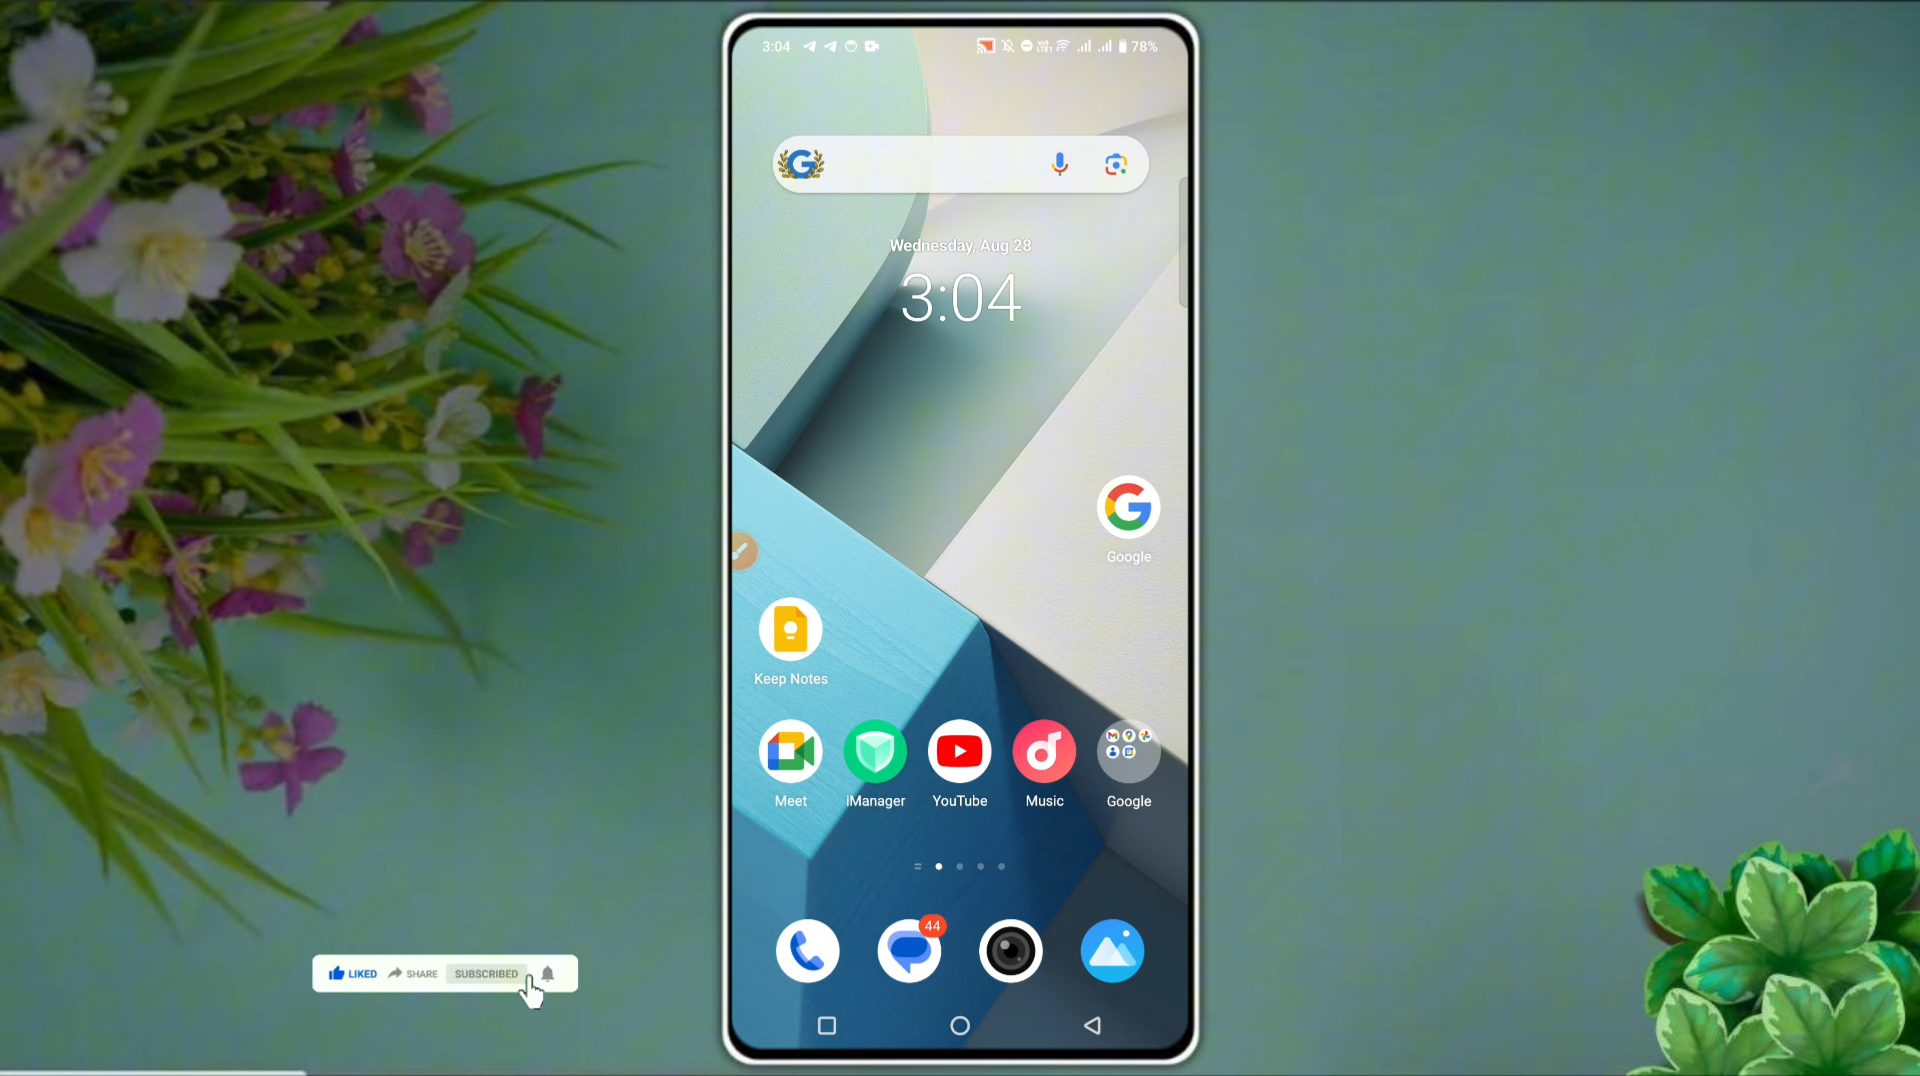 3:04 78%
Wednesday, Aug 28
3:04
Google
Keep Notes
Meet iManager YouTube Music Google
44
LIKED SHARE SUBSCRIBED